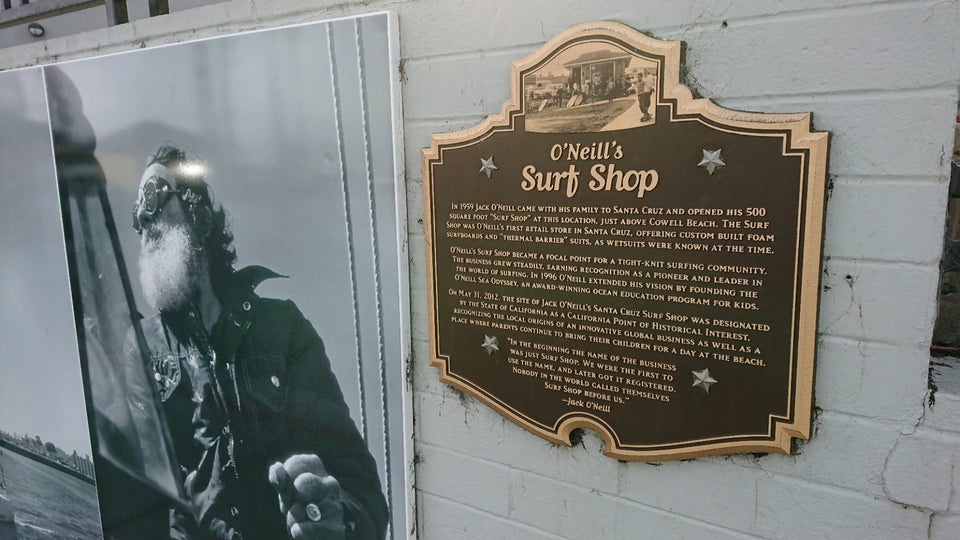 O'Neill's
Surf Shop
In 1959 Jack O'Neill came with his family to Santa Cruz and opened his 500
square foot "Surf Shop" at this location, just above Cowell Beach. The Surf
Shop was O'Neill's first retail store in Santa Cruz, offering custom built foam
surfboards and "thermal barrier" suits, as wetsuits were known at the time.
O'Neill's Surf Shop became a focal point for a tight-knit surfing community.
The business grew steadily, earning recognition as a pioneer and leader in
the world of surfing. In 1996 O'Neill extended his vision by founding the
O'Neill Sea Odyssey, an award-winning ocean education program for kids.
On May 31, 2012, the site of Jack O'Neill's Santa Cruz Surf Shop was designated
by the State of California as a California Point of Historical Interest,
recognizing the local origins of an innovative global business as well as a
place where parents continue to bring their children for a day at the beach.
"In the beginning the name of the business
was just Surf Shop. We were the first to
use the name, and later got it registered.
Nobody in the world called themselves
Surf Shop before us."
—Jack O'Neill